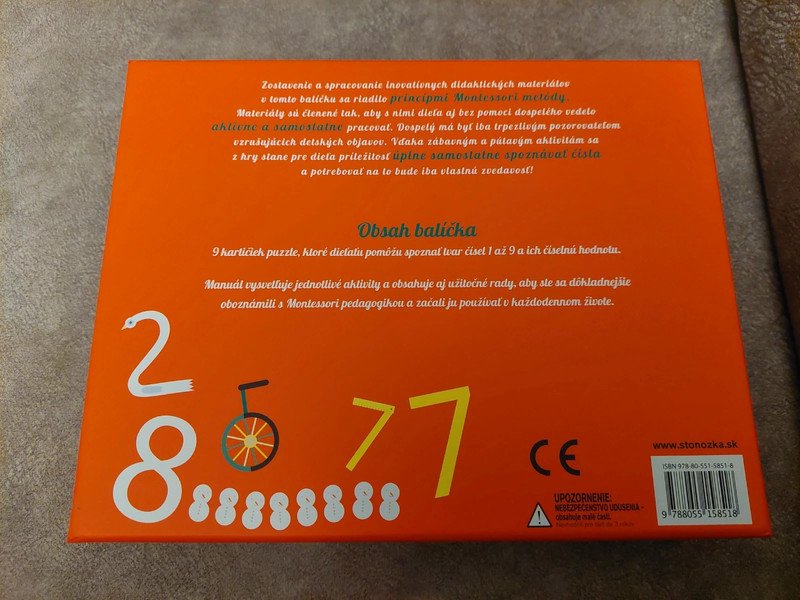 Zostavenie a spracovanie inovatívnych didaktických materiálov
v tomto balíčku sa riadilo princípmi Montessori metódy.
Materiály sú členené tak, aby s nimi dieťa aj bez pomoci dospelého vedelo
aktívne a samostatne pracovať. Dospelý má byť iba trpezlivým pozorovateľom
vzrušujúcich detských objavov. Vďaka zábavným a pútavým aktivitám sa
z hry stane pre dieťa príležitosť úplne samostatne spoznávať čísla
a potrebovať na to bude iba vlastnú zvedavosť!
Obsah balíčka
9 kartičiek puzzle, ktoré dieťaťu pomôžu spoznať tvar čísel 1 až 9 a ich číselnú hodnotu.
Manuál vysvetľuje jednotlivé aktivity a obsahuje aj užitočné rady, aby ste sa dôkladnejšie
oboznámili s Montessori pedagogikou a začali ju používať v každodennom živote.
2
8
7 7
CE
www.stonozka.sk
ISBN 978-80-551-5851-8
9 788055 158518
UPOZORNENIE:
NEBEZPEČENSTVO UDUSENIA –
obsahuje malé časti.
Nevhodné pre deti do 3 rokov.